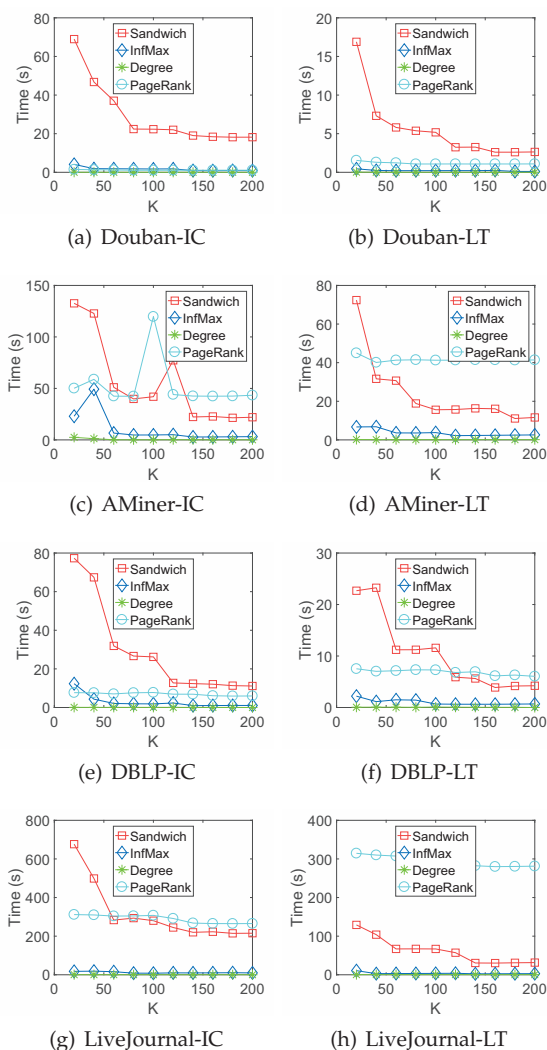 80
60
40
20
0
Time (s)
Sandwich
InfMax
Degree
PageRank
0 50 100 150 200
K
(a) Douban-IC
20
15
10
5
0
Time (s)
Sandwich
InfMax
Degree
PageRank
0 50 100 150 200
K
(b) Douban-LT
150
100
50
0
Time (s)
Sandwich
InfMax
Degree
PageRank
0 50 100 150 200
K
(c) AMiner-IC
80
60
40
20
0
Time (s)
Sandwich
InfMax
Degree
PageRank
0 50 100 150 200
K
(d) AMiner-LT
80
60
40
20
0
Time (s)
Sandwich
InfMax
Degree
PageRank
0 50 100 150 200
K
(e) DBLP-IC
30
20
10
0
Time (s)
Sandwich
InfMax
Degree
PageRank
0 50 100 150 200
K
(f) DBLP-LT
800
600
400
200
0
Time (s)
Sandwich
InfMax
Degree
PageRank
0 50 100 150 200
K
(g) LiveJournal-IC
400
300
200
100
0
Time (s)
Sandwich
InfMax
Degree
PageRank
0 50 100 150 200
K
(h) LiveJournal-LT